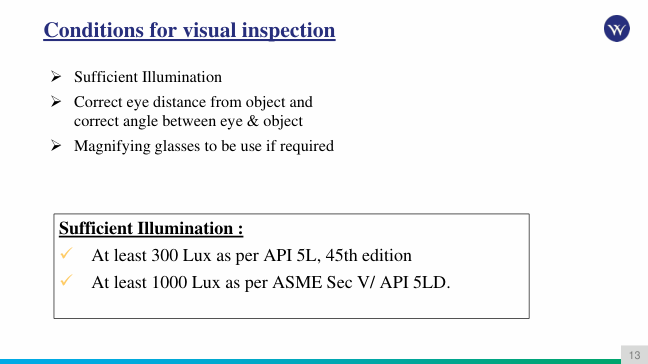 Conditions for visual inspection
W
Sufficient Illumination
Correct eye distance from object and
correct angle between eye & object
Magnifying glasses to be use if required
Sufficient Illumination :
At least 300 Lux as per API 5L, 45th edition
At least 1000 Lux as per ASME Sec V/ API 5LD.
13